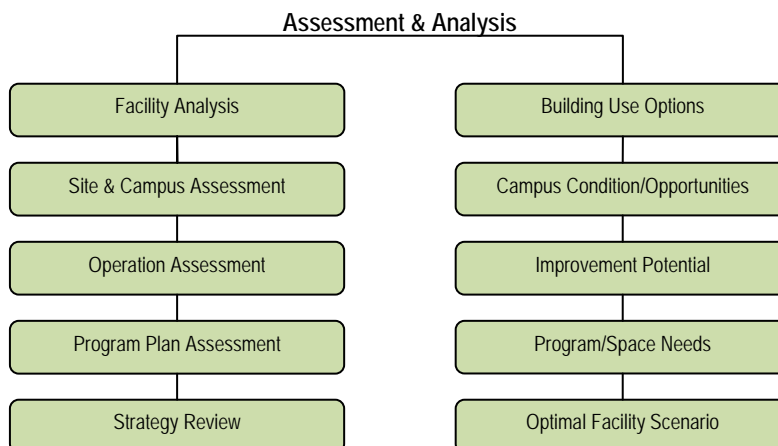 Assessment & Analysis
Facility Analysis
Site & Campus Assessment
Operation Assessment
Program Plan Assessment
Strategy Review
Building Use Options
Campus Condition/Opportunities
Improvement Potential
Program/Space Needs
Optimal Facility Scenario